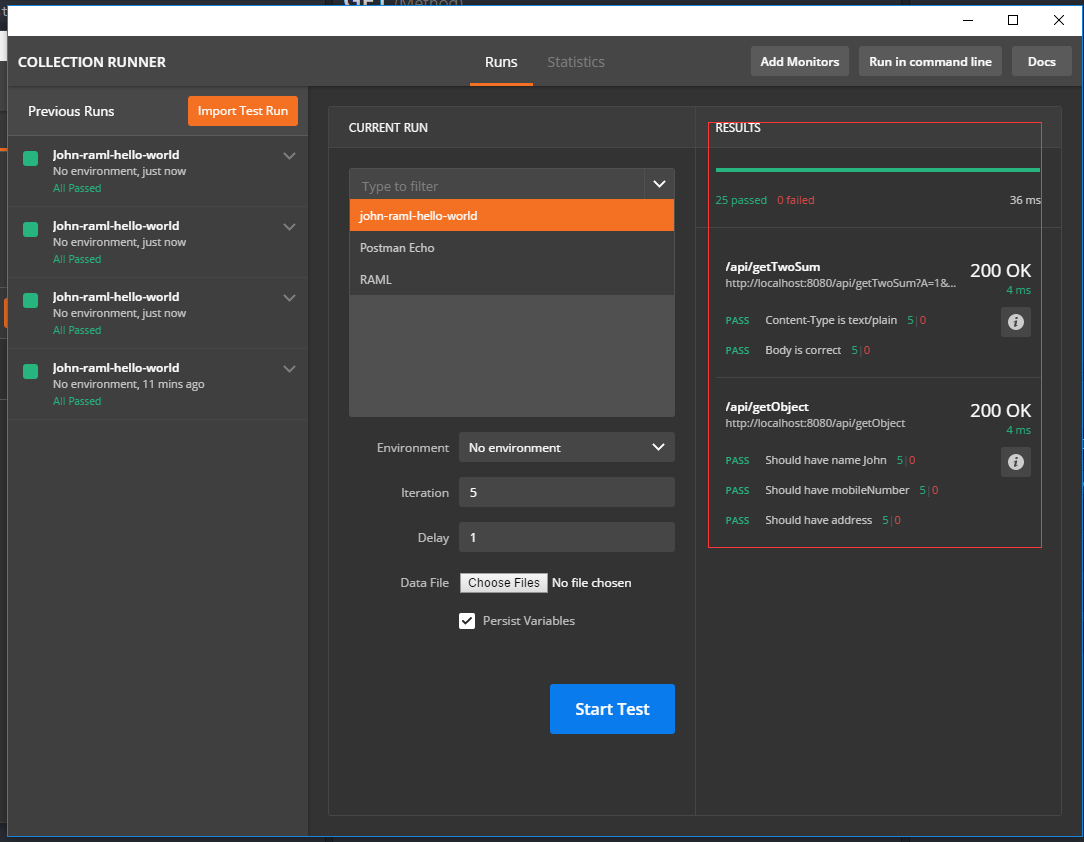 GET (Method)
COLLECTION RUNNER
Runs
Statistics
Add Monitors
Run in command line
Docs
Previous Runs
Import Test Run
John-raml-hello-world
No environment, just now
All Passed
John-raml-hello-world
No environment, just now
All Passed
John-raml-hello-world
No environment, just now
All Passed
John-raml-hello-world
No environment, 11 mins ago
All Passed
CURRENT RUN
Type to filter
john-raml-hello-world
Postman Echo
RAML
Environment No environment
Iteration 5
Delay 1
Data File Choose Files No file chosen
Persist Variables
Start Test
RESULTS
25 passed 0 failed 36 ms
/api/getTwoSum 200 OK
http://localhost:8080/api/getTwoSum?A=1&... 4 ms
PASS Content-Type is text/plain 5|0
PASS Body is correct 5|0
/api/getObject 200 OK
http://localhost:8080/api/getObject 4 ms
PASS Should have name John 5|0
PASS Should have mobileNumber 5|0
PASS Should have address 5|0